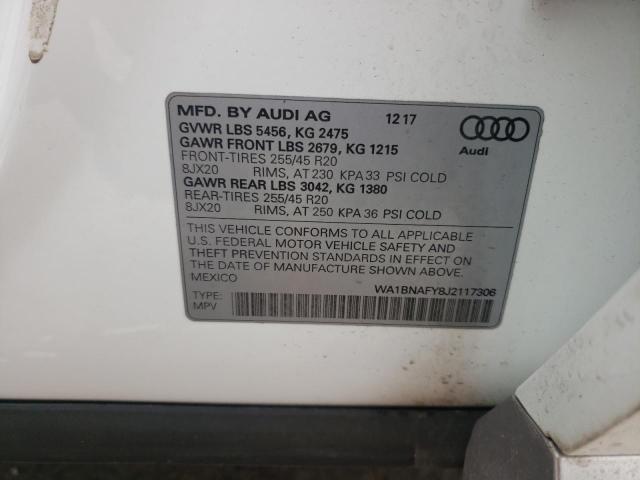 MFD. BY AUDI AG 12 17
GVWR LBS 5456, KG 2475
GAWR FRONT LBS 2679, KG 1215
FRONT-TIRES 255/45 R20
8JX20 RIMS, AT 230 KPA 33 PSI COLD
GAWR REAR LBS 3042, KG 1380
REAR-TIRES 255/45 R20
8JX20 RIMS, AT 250 KPA 36 PSI COLD
Audi
THIS VEHICLE CONFORMS TO ALL APPLICABLE
U.S. FEDERAL MOTOR VEHICLE SAFETY AND
THEFT PREVENTION STANDARDS IN EFFECT ON
THE DATE OF MANUFACTURE SHOWN ABOVE.
MEXICO
WA1BNAFY8J2117306
TYPE:
MPV